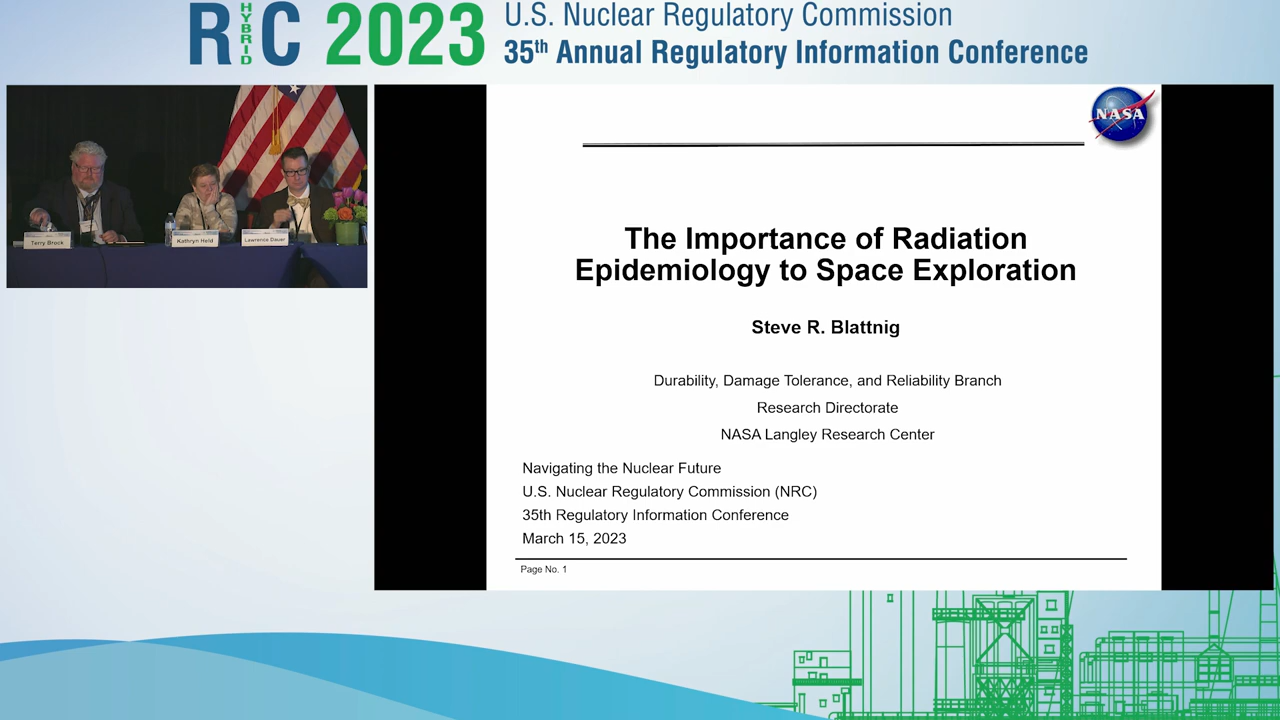 RIC 2023
HYBRID
U.S. Nuclear Regulatory Commission
35th Annual Regulatory Information Conference
NASA
The Importance of Radiation
Epidemiology to Space Exploration
Steve R. Blattnig
Durability, Damage Tolerance, and Reliability Branch
Research Directorate
NASA Langley Research Center
Navigating the Nuclear Future
U.S. Nuclear Regulatory Commission (NRC)
35th Regulatory Information Conference
March 15, 2023
Page No. 1
Terry Brock
Kathryn Held
Lawrence Dauer